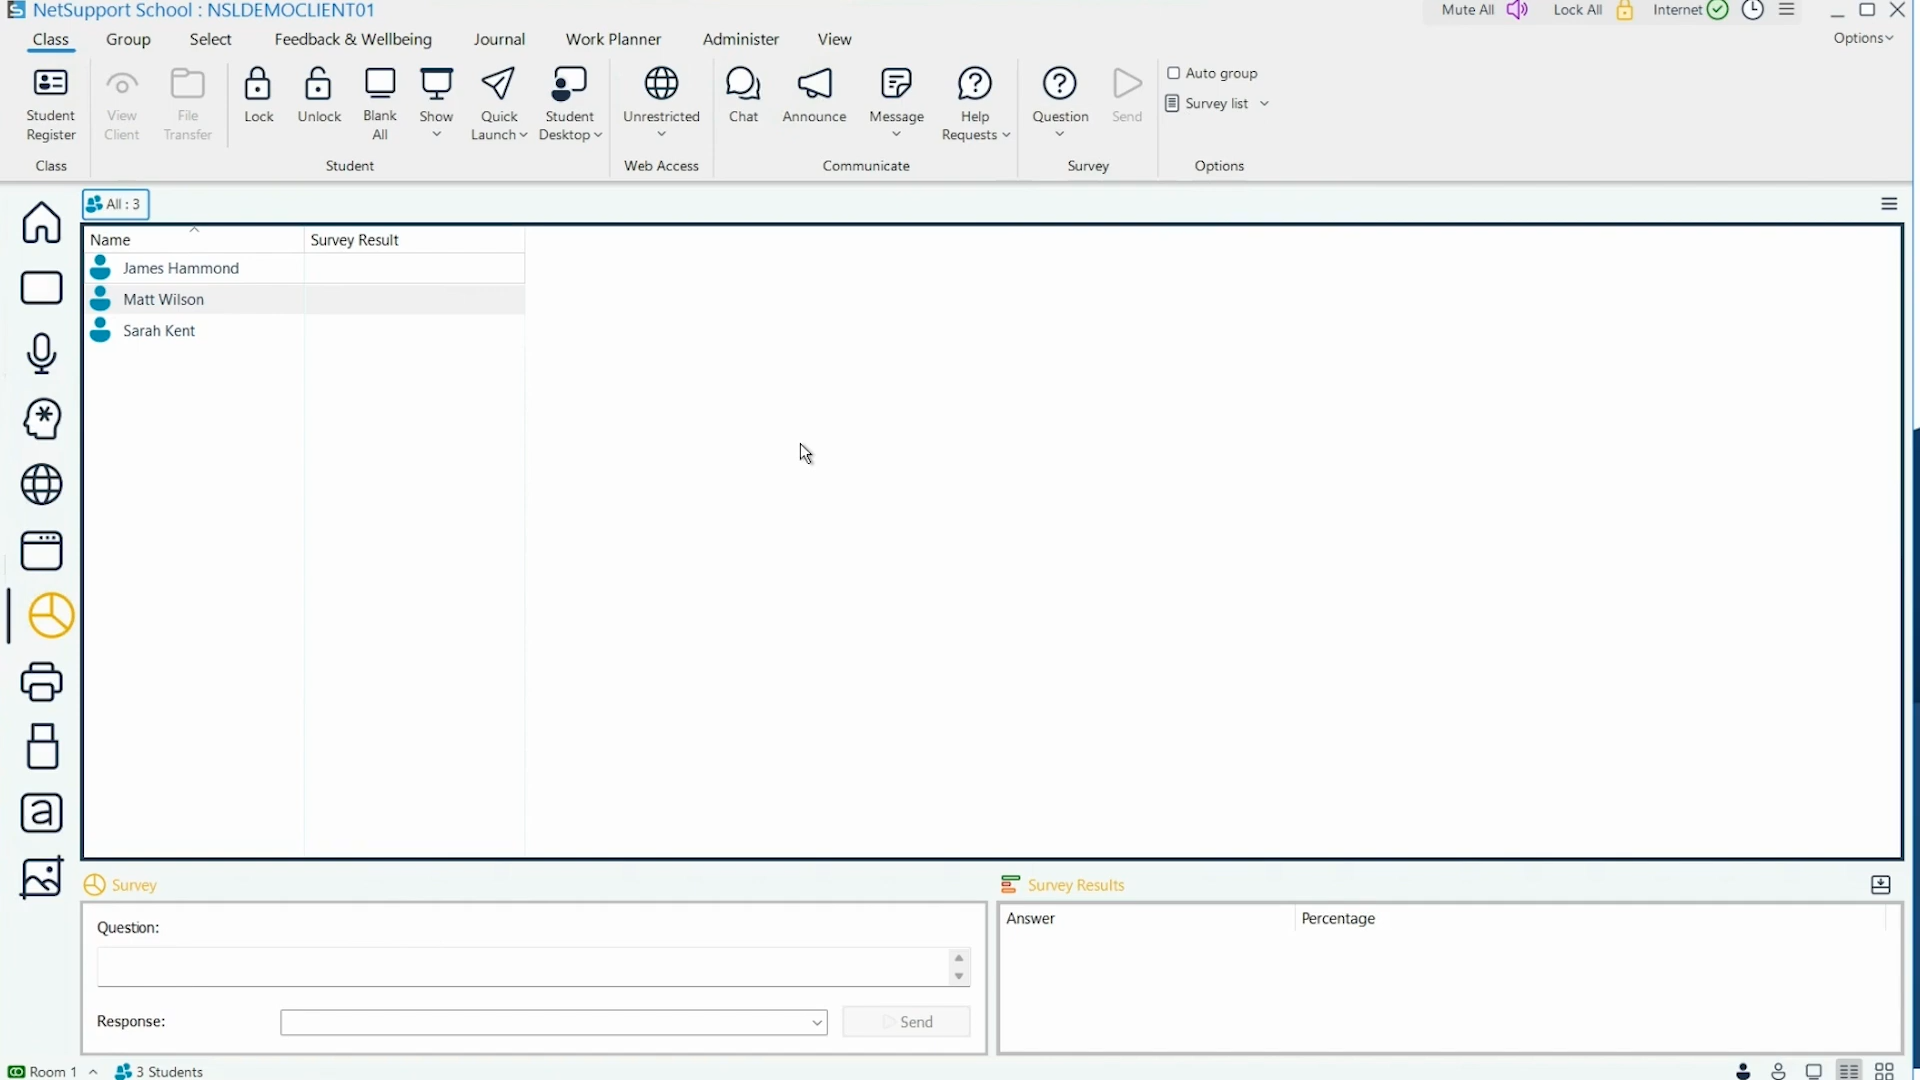 NetSupport School : NSLDEMOCLIENT01
Mute All Lock All Internet
Class Group Select Feedback & Wellbeing Journal Work Planner Administer View Options
Student Register
View Client
File Transfer
Lock
Unlock
Blank All
Show
Quick Launch
Student Desktop
Unrestricted
Chat
Announce
Message
Help Requests
Question
Send
Auto group
Survey list
Class Student Web Access Communicate Survey Options
All : 3
Name Survey Result
James Hammond
Matt Wilson
Sarah Kent
Survey
Question:
Response:
Send
Survey Results
Answer Percentage
Room 1 3 Students